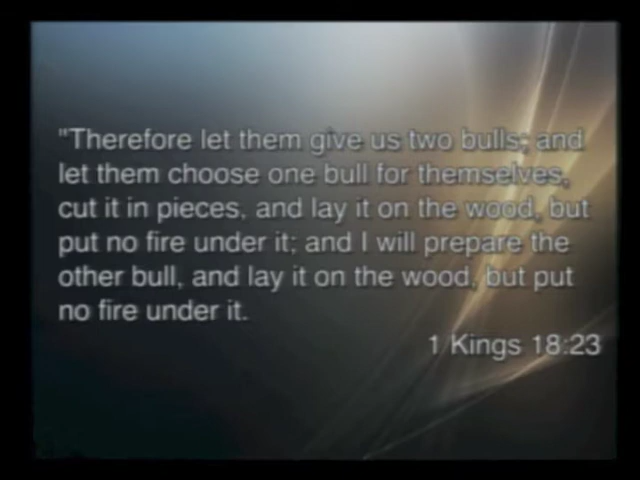 "Therefore let them give us two bulls; and
let them choose one bull for themselves,
cut it in pieces, and lay it on the wood, but
put no fire under it; and I will prepare the
other bull, and lay it on the wood, but put
no fire under it.
1 Kings 18:23